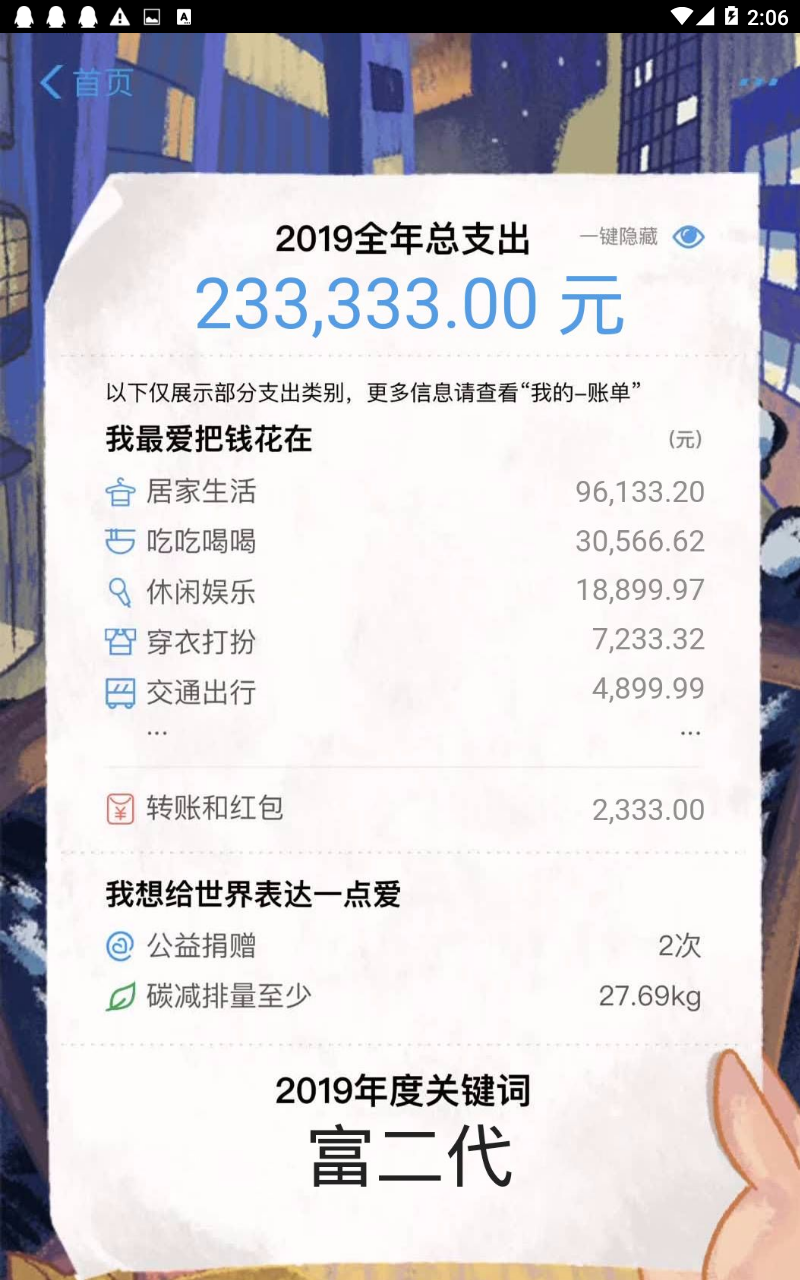 2:06
首页
2019全年总支出 一键隐藏
233,333.00 元
以下仅展示部分支出类别，更多信息请查看“我的-账单”
我最爱把钱花在 (元)
居家生活 96,133.20
吃吃喝喝 30,566.62
休闲娱乐 18,899.97
穿衣打扮 7,233.32
交通出行 4,899.99
... ...
转账和红包 2,333.00
我想给世界表达一点爱
公益捐赠 2次
碳减排量至少 27.69kg
2019年度关键词
富二代